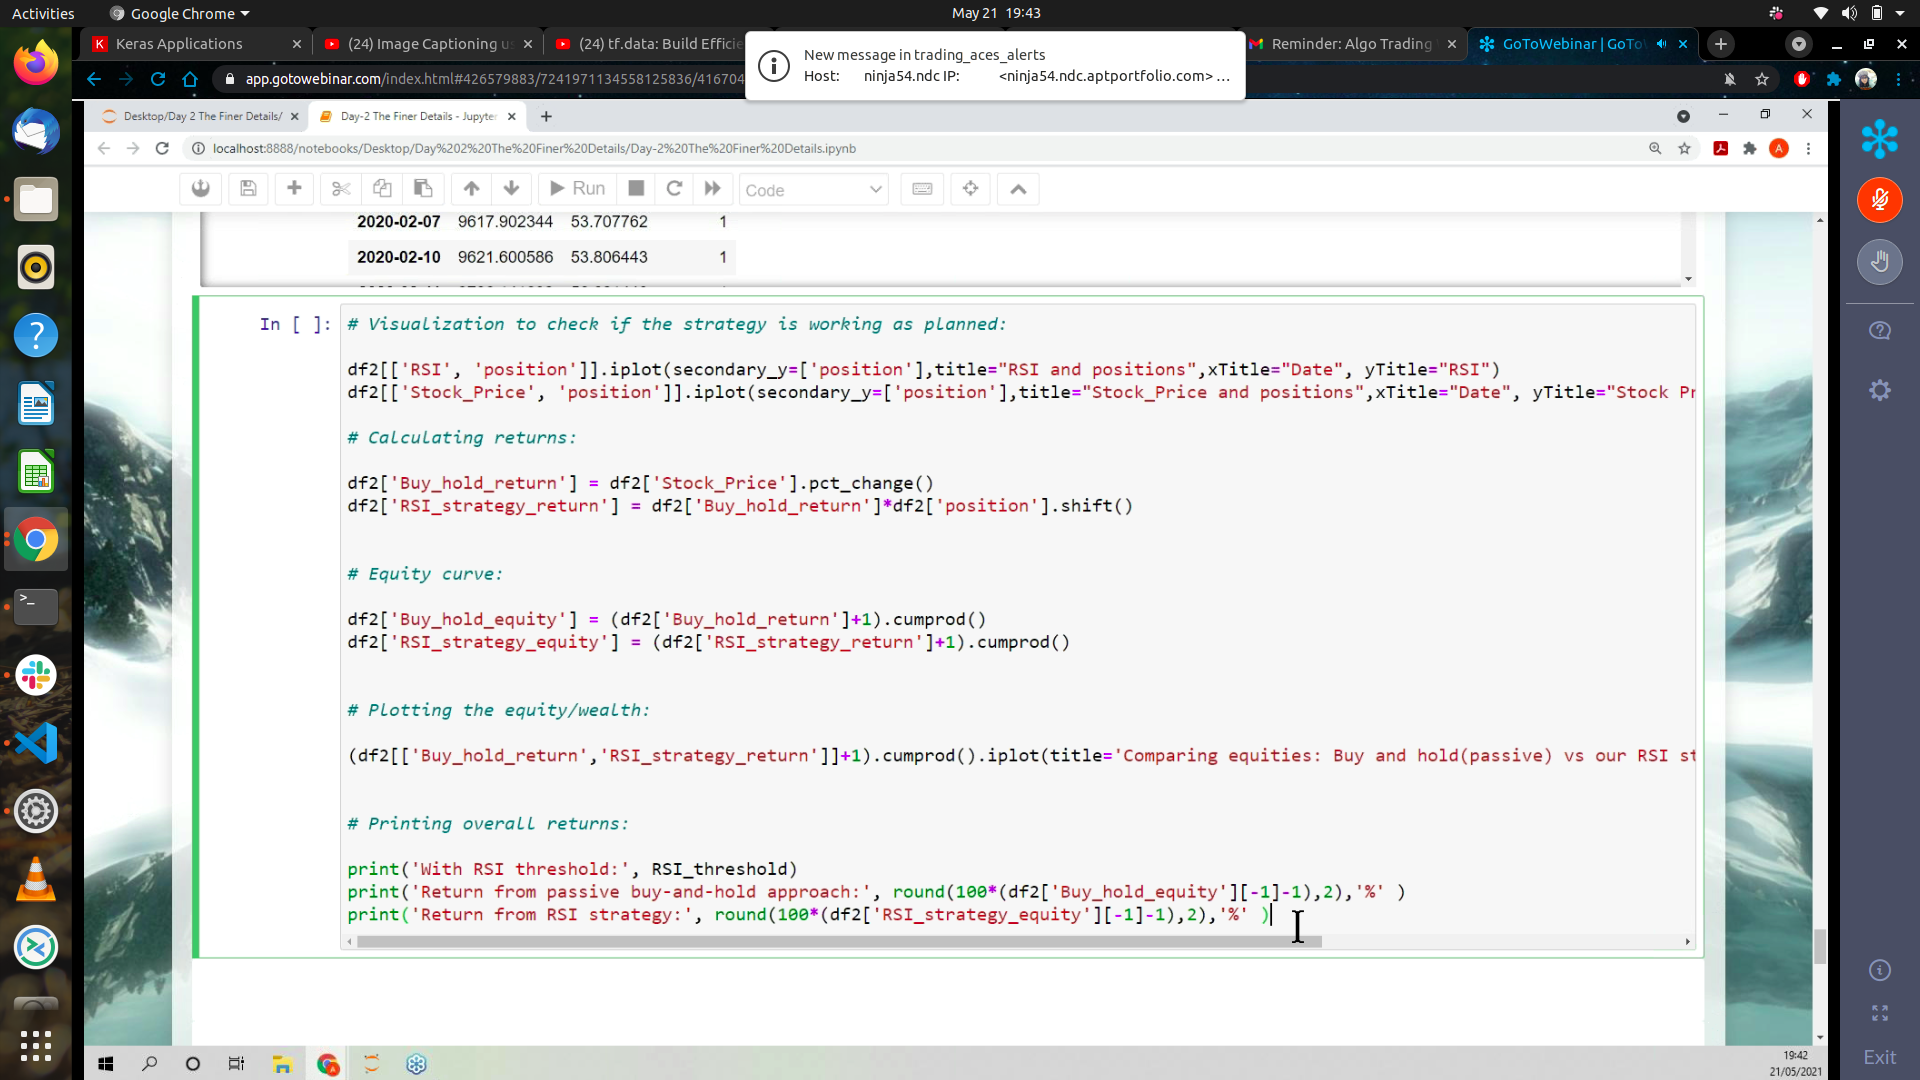 Activities
Google Chrome
May 21 19:43
Keras Applications
(24) Image Captioning us
(24) tf.data: Build Efficie
Reminder: Algo Trading
GoToWebinar | GoToW
New message in trading_aces_alerts
Host: ninja54.ndc IP: <ninja54.ndc.aptportfolio.com> ...
app.gotowebinar.com/index.html#426579883/7241971134558125836/416704
Desktop/Day 2 The Finer Details/
Day-2 The Finer Details - Jupyter
localhost:8888/notebooks/Desktop/Day%202%20The%20Finer%20Details/Day-2%20The%20Finer%20Details.ipynb
Run
Code
2020-02-07 9617.902344 53.707762 1
2020-02-10 9621.600586 53.806443 1
In [ ]:
# Visualization to check if the strategy is working as planned:
df2[['RSI', 'position']].iplot(secondary_y=['position'],title="RSI and positions",xTitle="Date", yTitle="RSI")
df2[['Stock_Price', 'position']].iplot(secondary_y=['position'],title="Stock_Price and positions",xTitle="Date", yTitle="Stock Pr
# Calculating returns:
df2['Buy_hold_return'] = df2['Stock_Price'].pct_change()
df2['RSI_strategy_return'] = df2['Buy_hold_return']*df2['position'].shift()
# Equity curve:
df2['Buy_hold_equity'] = (df2['Buy_hold_return']+1).cumprod()
df2['RSI_strategy_equity'] = (df2['RSI_strategy_return']+1).cumprod()
# Plotting the equity/wealth:
(df2[['Buy_hold_return','RSI_strategy_return']]+1).cumprod().iplot(title='Comparing equities: Buy and hold(passive) vs our RSI st
# Printing overall returns:
print('With RSI threshold:', RSI_threshold)
print('Return from passive buy-and-hold approach:', round(100*(df2['Buy_hold_equity'][-1]-1),2),'%' )
print('Return from RSI strategy:', round(100*(df2['RSI_strategy_equity'][-1]-1),2),'%' )
19:42
21/05/2021
Exit